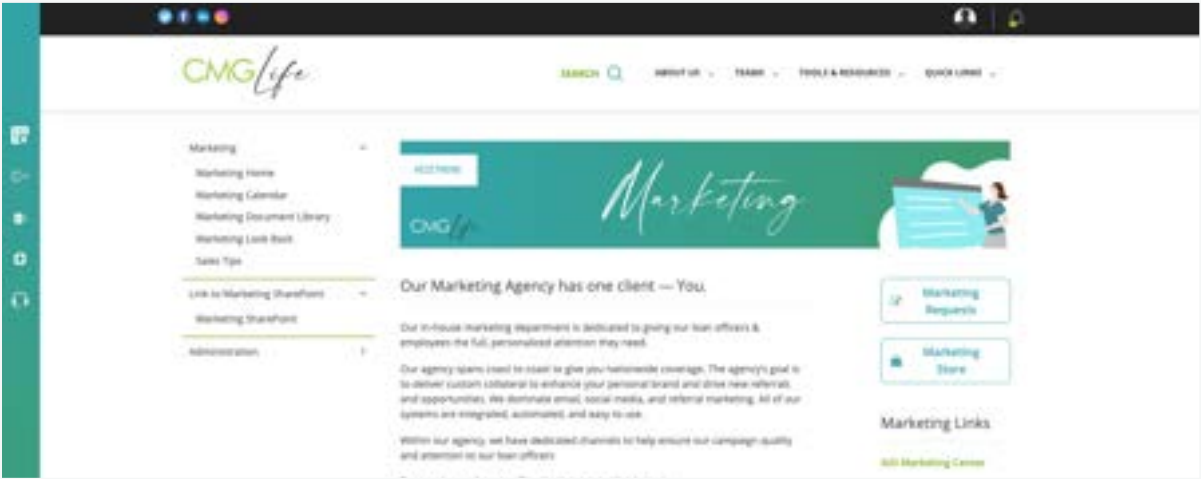 CMG Life
SEARCH
ABOUT US
TEAMS
TOOLS & RESOURCES
QUICK LINKS
Marketing
Marketing Home
Marketing Calendar
Marketing Document Library
Marketing Look Back
Sales Tips
Link to Marketing SharePoint
Marketing SharePoint
Administration
Marketing
CMG Life
Our Marketing Agency has one client — You.
Our in-house marketing department is dedicated to giving our loan officers &
employees the full, personalized attention they need.
Our agency spans coast to coast to give you nationwide coverage. The agency's goal is
to deliver custom collateral to enhance your personal brand and drive new referrals
and opportunities. We dominate email, social media, and referral marketing. All of our
systems are integrated, automated, and easy to use.
Within our agency, we have dedicated channels to help ensure our campaign quality
and attention to our loan officers
Marketing
Requests
Marketing
Store
Marketing Links
Marketing Center